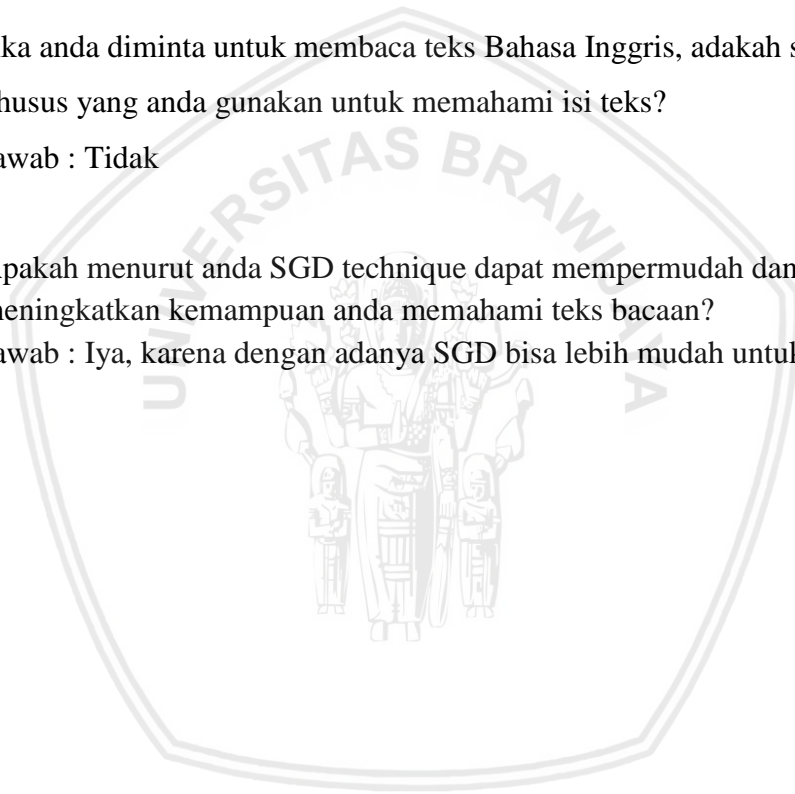 ka anda diminta untuk membaca teks Bahasa Inggris, adakah
husus yang anda gunakan untuk memahami isi teks?
awab : Tidak
pakah menurut anda SGD technique dapat mempermudah dan
eningkatkan kemampuan anda memahami teks bacaan?
awab : Iya, karena dengan adanya SGD bisa lebih mudah untuk
UNIVERSITAS BRAWIJAYA